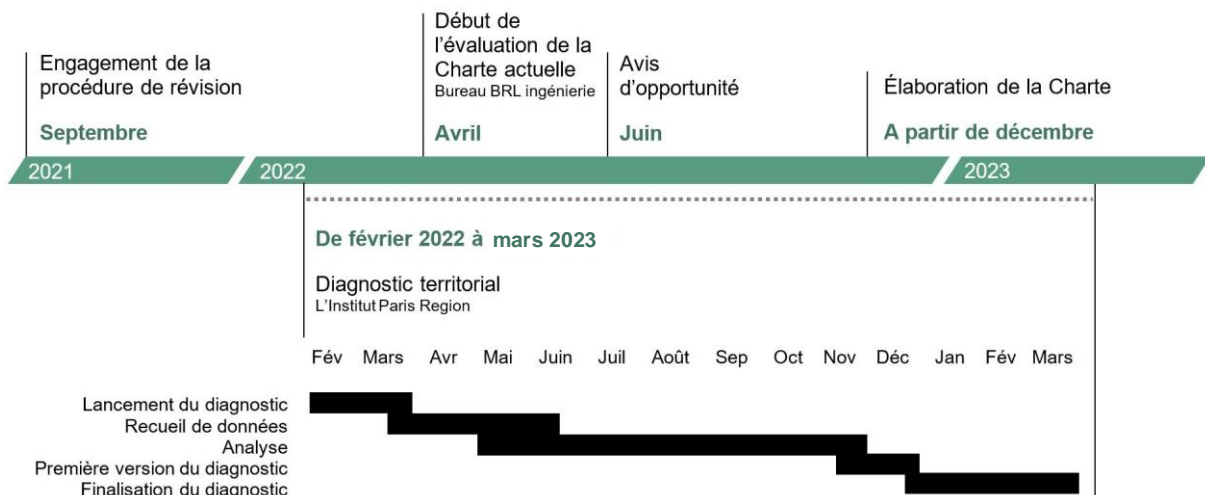 Engagement de la
procédure de révision
Septembre
Début de
l'évaluation de la
Charte actuelle
Bureau BRL ingénierie
Avril
Avis
d'opportunité
Juin
Élaboration de la Charte
A partir de décembre
2021
2022
2023
De février 2022 à mars 2023
Diagnostic territorial
L'Institut Paris Region
Fév Mars Avr Mai Juin Juil Août Sep Oct Nov Déc Jan Fév Mars
Lancement du diagnostic
Recueil de données
Analyse
Première version du diagnostic
Finalisation du diagnostic